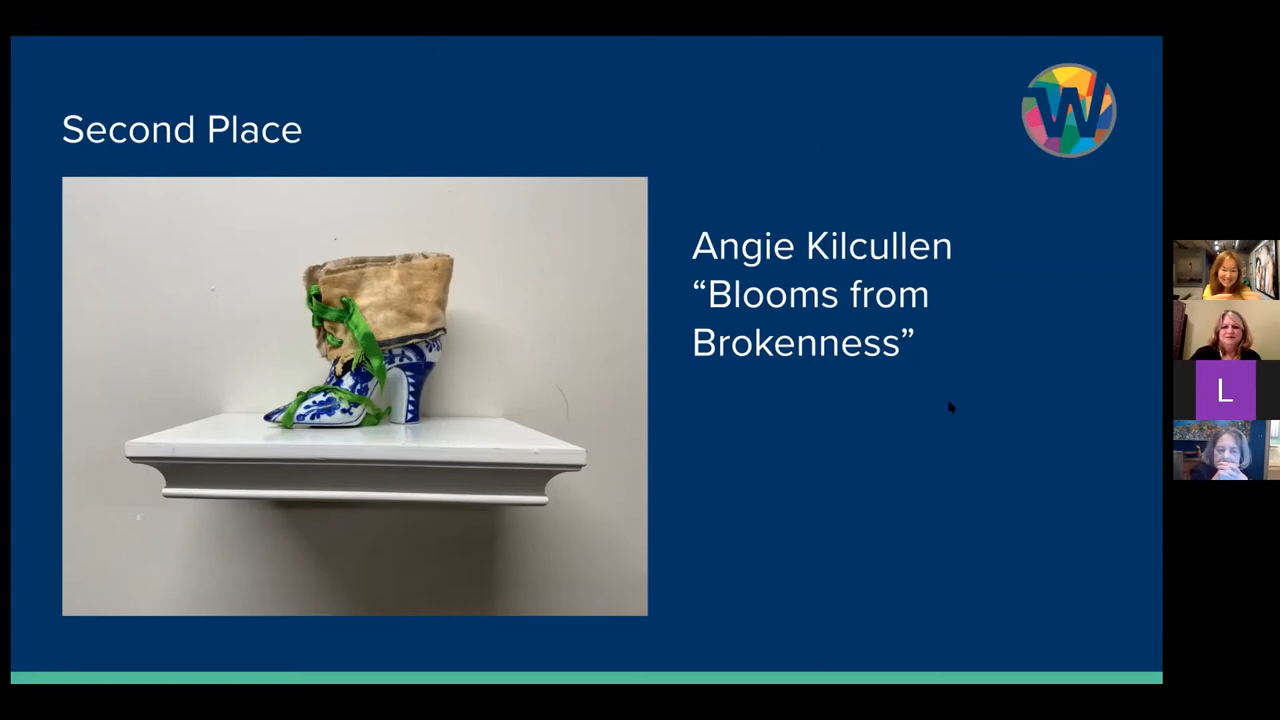 Second Place
W
Angie Kilcullen
“Blooms from
Brokenness”
L